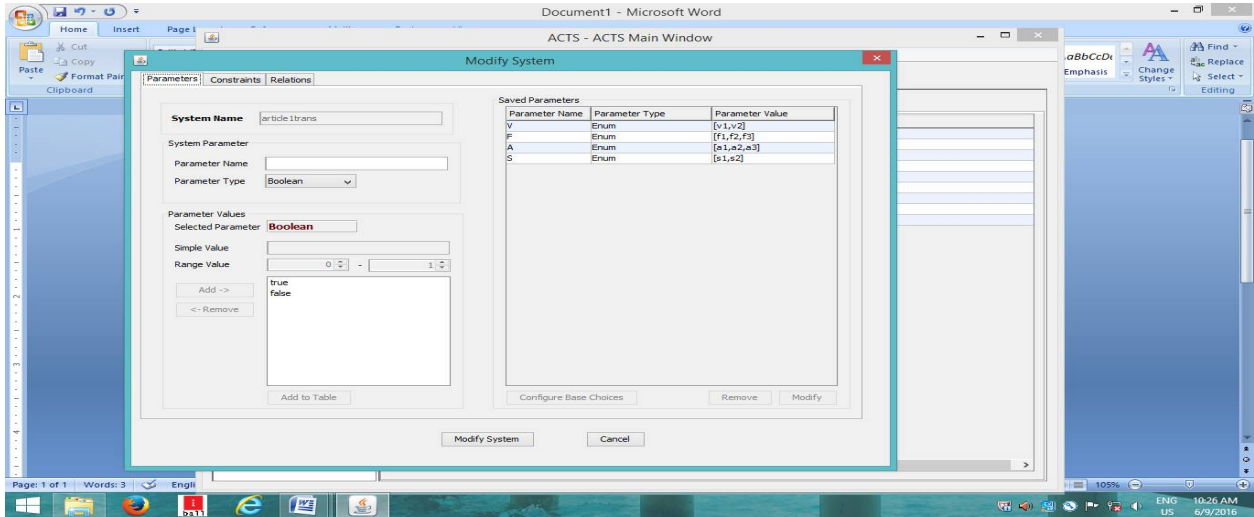 Document1 - Microsoft Word
Home Insert Page
Cut
Copy
Format Pain
Paste
Clipboard
ACTS - ACTS Main Window
aBbCcDc
Emphasis
Change Styles
Find
Replace
Select
Editing
Modify System
Parameters Constraints Relations
System Name article1trans
System Parameter
Parameter Name
Parameter Type Boolean
Parameter Values
Selected Parameter Boolean
Simple Value
Range Value 0 - 1
Add ->
<- Remove
true
false
Add to Table
Saved Parameters
Parameter Name Parameter Type Parameter Value
V Enum [v1,v2]
F Enum [f1,f2,f3]
A Enum [a1,a2,a3]
S Enum [s1,s2]
Configure Base Choices Remove Modify
Modify System Cancel
Page: 1 of 1 Words: 3 Engli
105%
i
ball
ENG 10:26 AM
US 6/9/2016